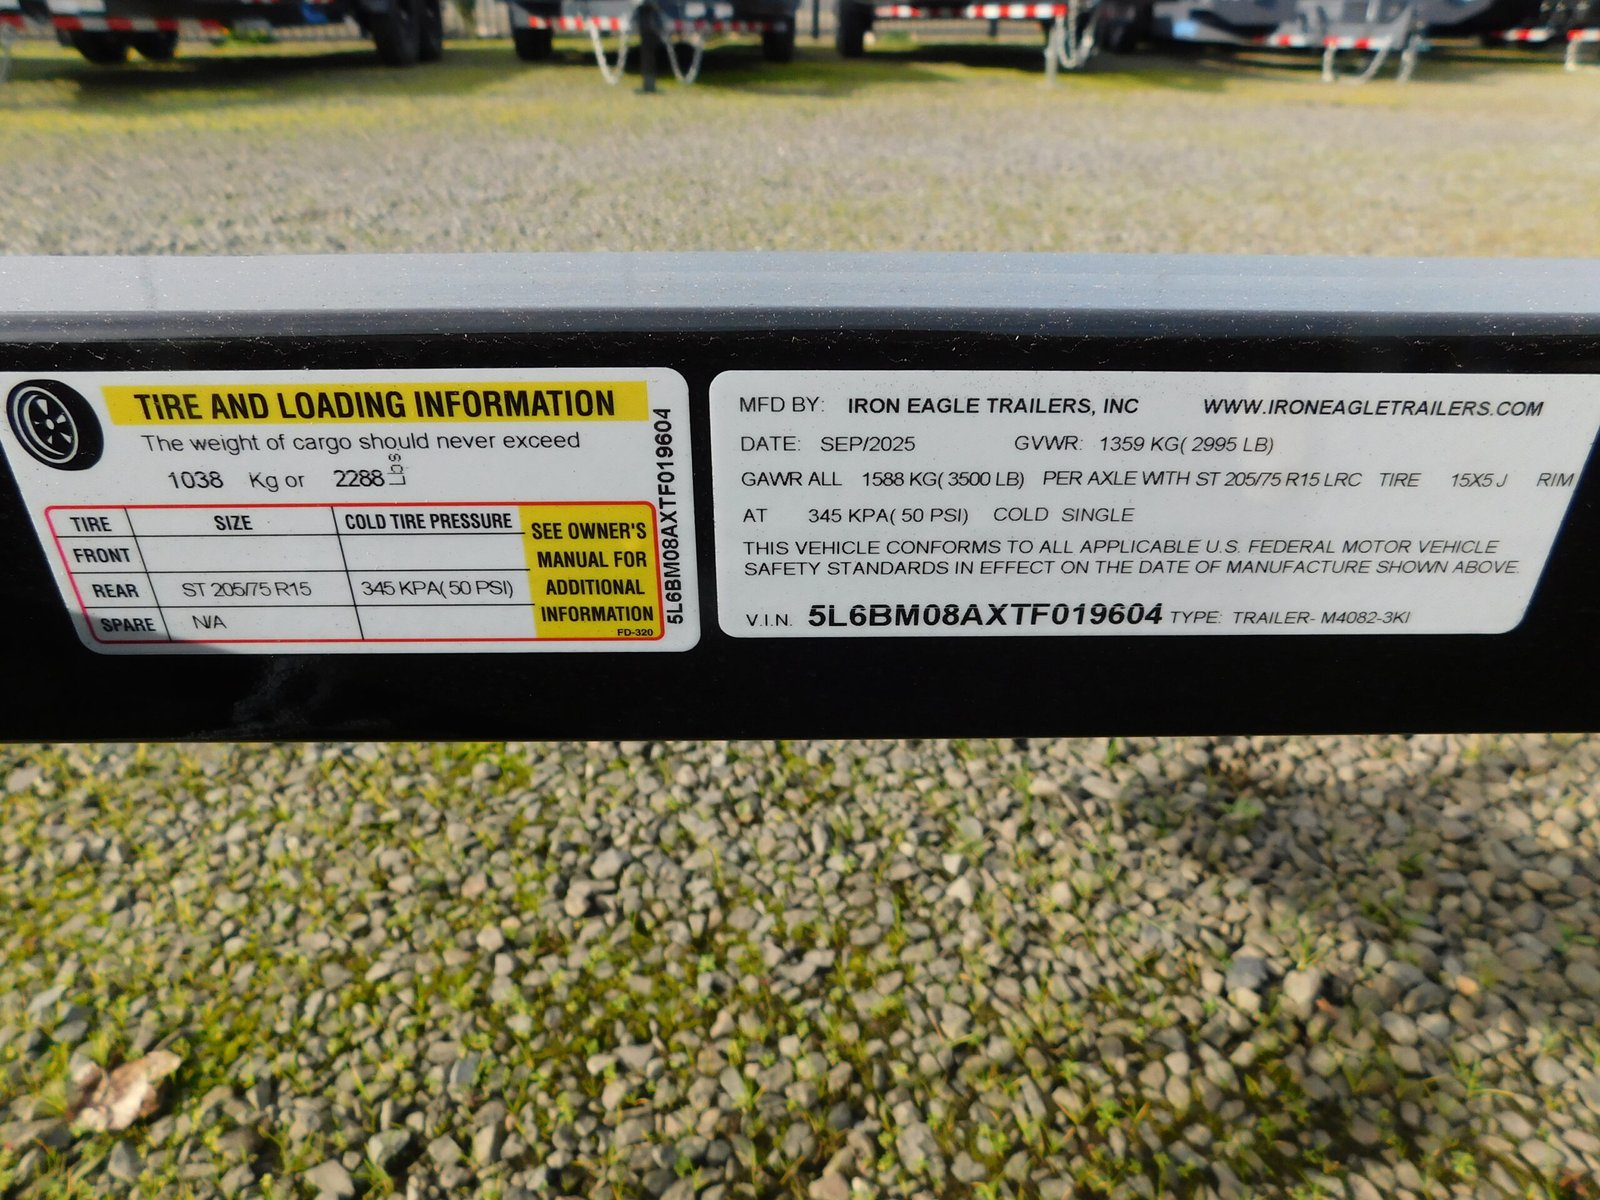 TIRE AND LOADING INFORMATION
The weight of cargo should never exceed
1038 Kg or 2288 Lbs
TIRE SIZE COLD TIRE PRESSURE
FRONT
REAR ST 205/75 R15 345 KPA( 50 PSI)
SPARE N/A
SEE OWNER'S
MANUAL FOR
ADDITIONAL
INFORMATION
FD-320
5L6BM08AXTF019604
MFD BY: IRON EAGLE TRAILERS, INC WWW.IRONEAGLETRAILERS.COM
DATE: SEP/2025 GVWR: 1359 KG( 2995 LB)
GAWR ALL 1588 KG( 3500 LB) PER AXLE WITH ST 205/75 R15 LRC TIRE 15X5 J RIM
AT 345 KPA( 50 PSI) COLD SINGLE
THIS VEHICLE CONFORMS TO ALL APPLICABLE U.S. FEDERAL MOTOR VEHICLE
SAFETY STANDARDS IN EFFECT ON THE DATE OF MANUFACTURE SHOWN ABOVE.
V.I.N. 5L6BM08AXTF019604 TYPE: TRAILER- M4082-3KI